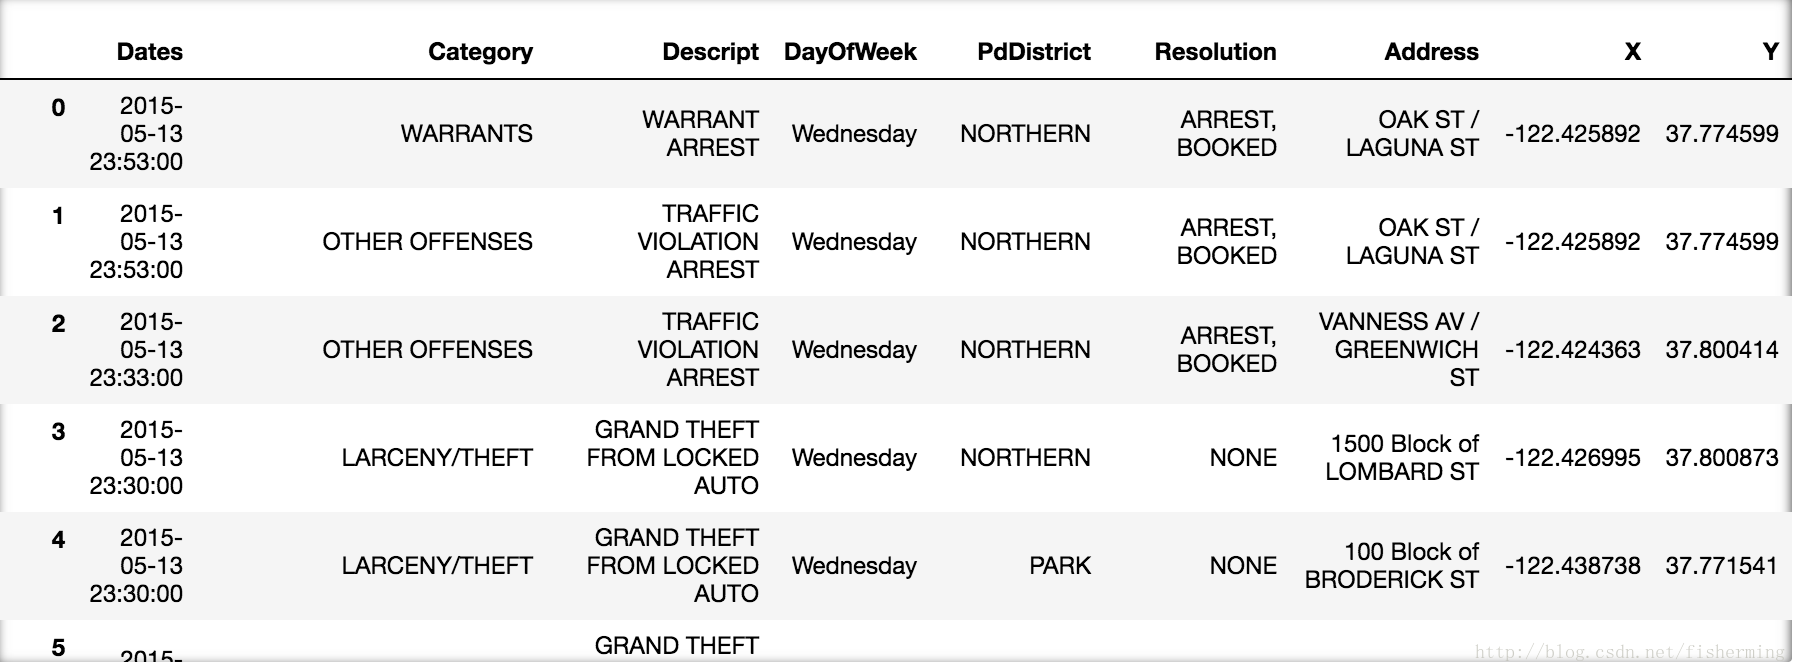 Dates Category Descript DayOfWeek PdDistrict Resolution Address X Y
0 2015-05-13 23:53:00 WARRANTS WARRANT ARREST Wednesday NORTHERN ARREST, BOOKED OAK ST / LAGUNA ST -122.425892 37.774599
1 2015-05-13 23:53:00 OTHER OFFENSES TRAFFIC VIOLATION ARREST Wednesday NORTHERN ARREST, BOOKED OAK ST / LAGUNA ST -122.425892 37.774599
2 2015-05-13 23:33:00 OTHER OFFENSES TRAFFIC VIOLATION ARREST Wednesday NORTHERN ARREST, BOOKED VANNESS AV / GREENWICH ST -122.424363 37.800414
3 2015-05-13 23:30:00 LARCENY/THEFT GRAND THEFT FROM LOCKED AUTO Wednesday NORTHERN NONE 1500 Block of LOMBARD ST -122.426995 37.800873
4 2015-05-13 23:30:00 LARCENY/THEFT GRAND THEFT FROM LOCKED AUTO Wednesday PARK NONE 100 Block of BRODERICK ST -122.438738 37.771541
5 2015- GRAND THEFT
http://blog.csdn.net/fisherming